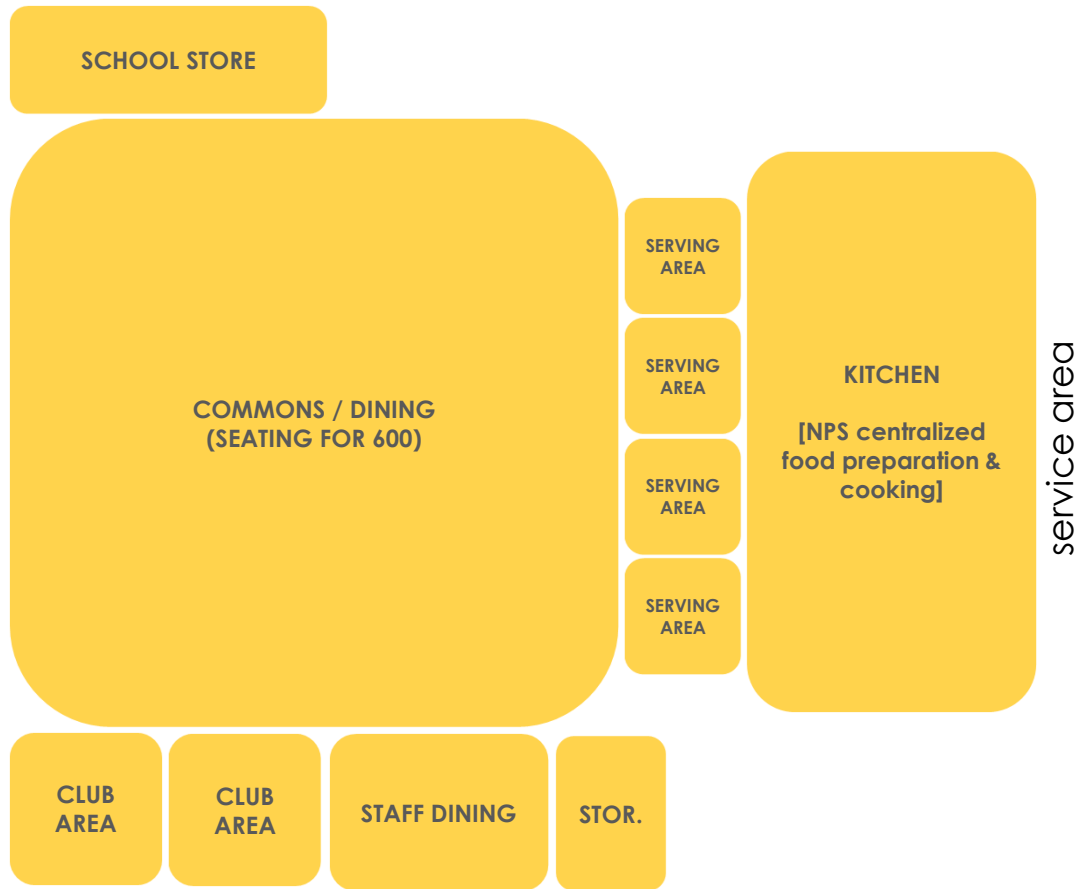 SCHOOL STORE
COMMONS / DINING
(SEATING FOR 600)
SERVING
AREA
SERVING
AREA
SERVING
AREA
SERVING
AREA
KITCHEN
[NPS centralized
food preparation &
cooking]
service area
CLUB
AREA
CLUB
AREA
STAFF DINING
STOR.